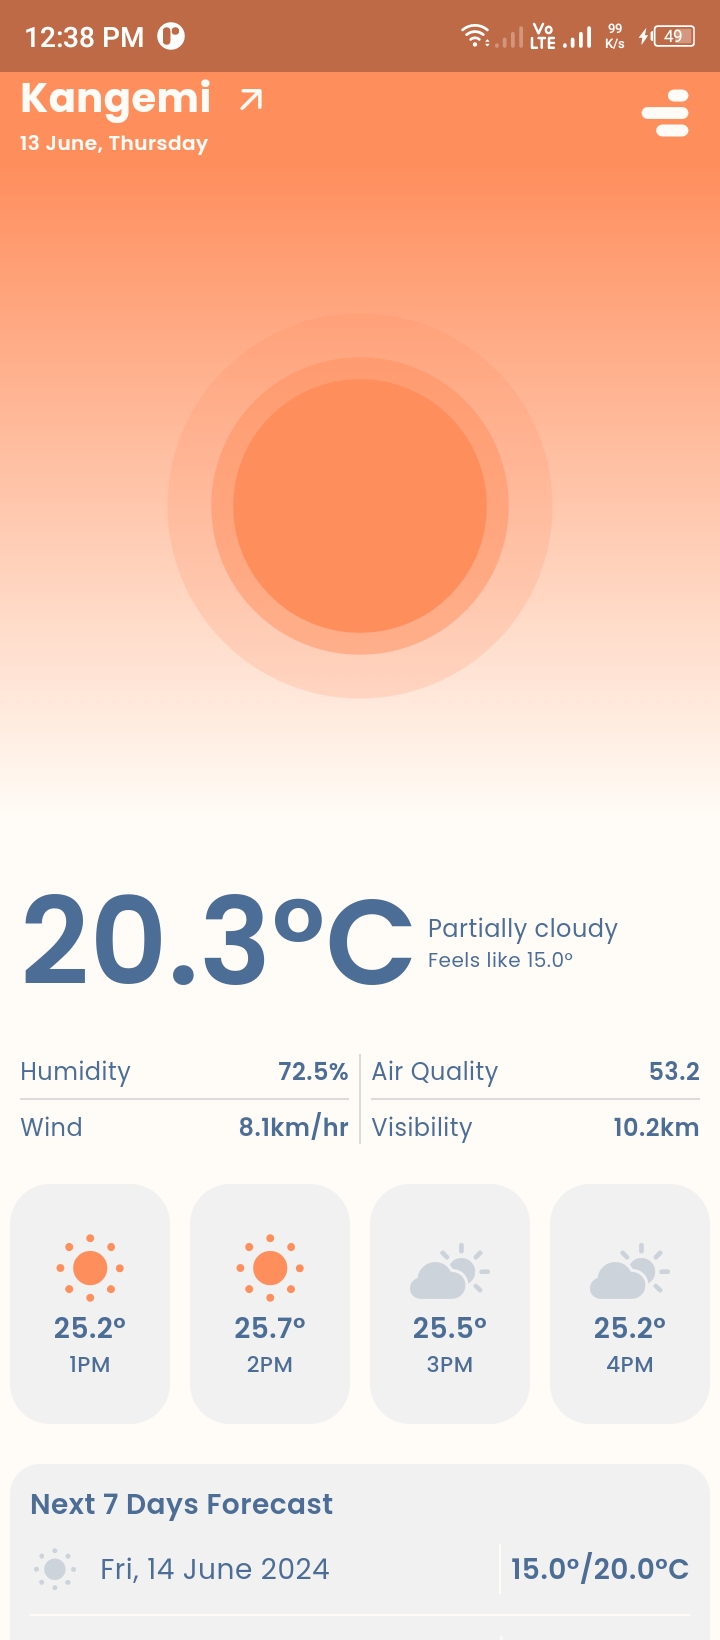 12:38 PM
Vo LTE
99 K/s
49
Kangemi
13 June, Thursday
20.3°C
Partially cloudy
Feels like 15.0°
Humidity 72.5% Air Quality 53.2
Wind 8.1km/hr Visibility 10.2km
25.2° 25.7° 25.5° 25.2°
1PM 2PM 3PM 4PM
Next 7 Days Forecast
Fri, 14 June 2024 15.0°/20.0°C